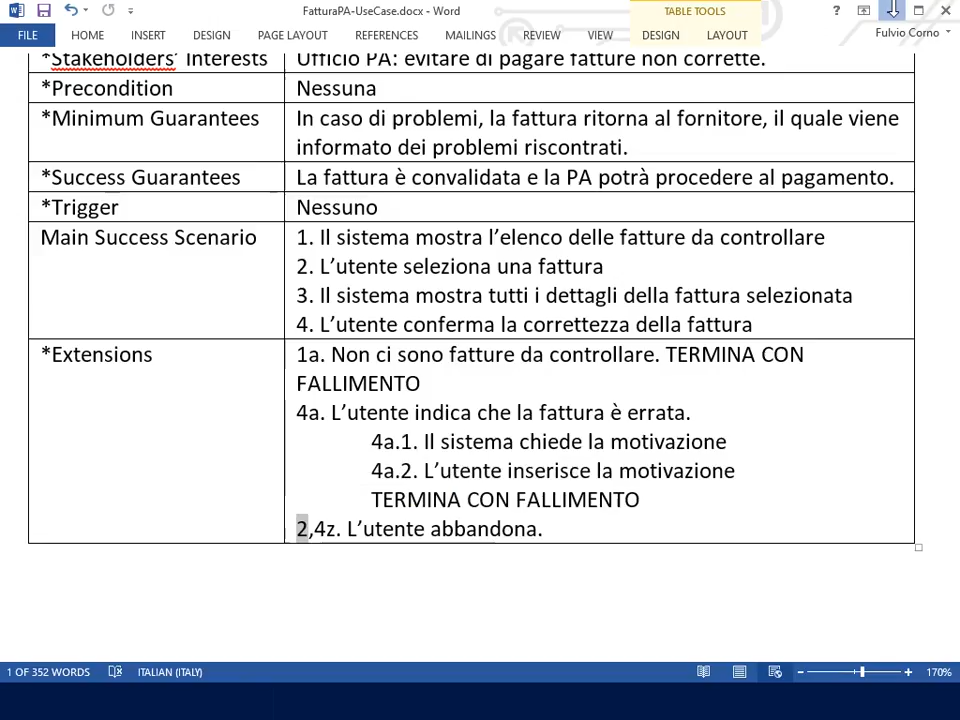 FatturaPA-UseCase.docx - Word
TABLE TOOLS
?
FILE HOME INSERT DESIGN PAGE LAYOUT REFERENCES MAILINGS REVIEW VIEW DESIGN LAYOUT
Fulvio Corno
*Stakeholders' Interests Ufficio PA: evitare di pagare fatture non corrette.
*Precondition Nessuna
*Minimum Guarantees In caso di problemi, la fattura ritorna al fornitore, il quale viene
informato dei problemi riscontrati.
*Success Guarantees La fattura è convalidata e la PA potrà procedere al pagamento.
*Trigger Nessuno
Main Success Scenario 1. Il sistema mostra l’elenco delle fatture da controllare
2. L’utente seleziona una fattura
3. Il sistema mostra tutti i dettagli della fattura selezionata
4. L’utente conferma la correttezza della fattura
*Extensions 1a. Non ci sono fatture da controllare. TERMINA CON
FALLIMENTO
4a. L’utente indica che la fattura è errata.
4a.1. Il sistema chiede la motivazione
4a.2. L’utente inserisce la motivazione
TERMINA CON FALLIMENTO
2,4z. L’utente abbandona.
1 OF 352 WORDS ITALIAN (ITALY) 170%